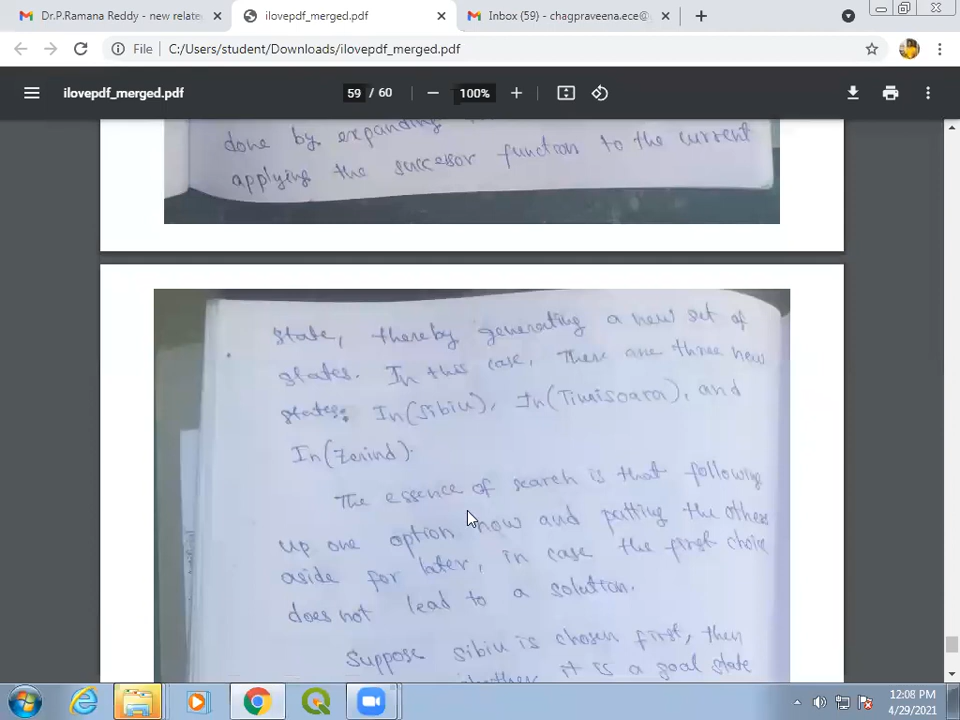 Dr.P.Ramana Reddy - new relate
ilovepdf_merged.pdf
Inbox (59) - chagpraveena.ece@
File
C:/Users/student/Downloads/ilovepdf_merged.pdf
ilovepdf_merged.pdf
59 / 60
100%
done by expanding
applying the successor function to the current
state, thereby generating a new set of
states. In this case, There are three new
states: In(Sibiu), In(Timisoara), and
In(Zerind).
The essence of search is that following
up one option now and putting the others
aside for later, in case the first choice
does not lead to a solution.
Suppose Sibiu is chosen first, then
it is a goal state
12:08 PM
4/29/2021